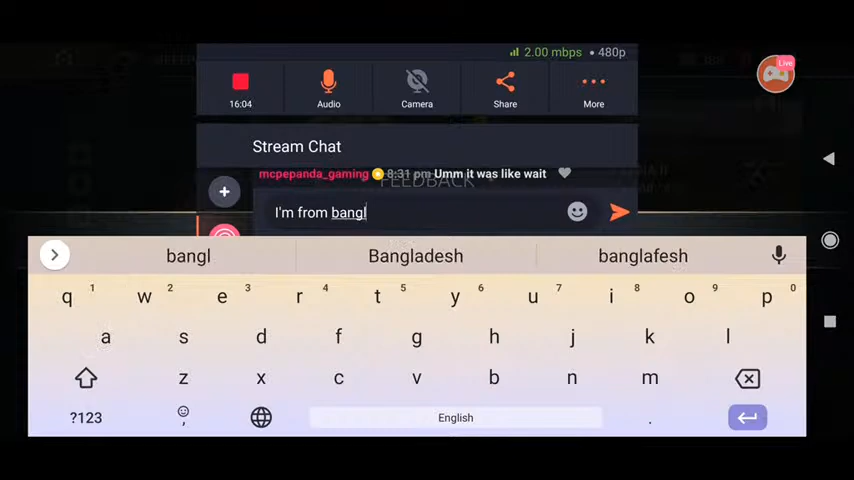 2.00 mbps • 480p
Live
16:04
Audio
Camera
Share
More
Stream Chat
mcpepanda_gaming 8:31 pm Umm it was like wait
FEEDBACK
I'm from bangl
bangl Bangladesh banglafesh
q 1 w 2 e 3 r 4 t 5 y 6 u 7 i 8 o 9 p 0
a s d f g h j k l
z x c v b n m
?123 , English .